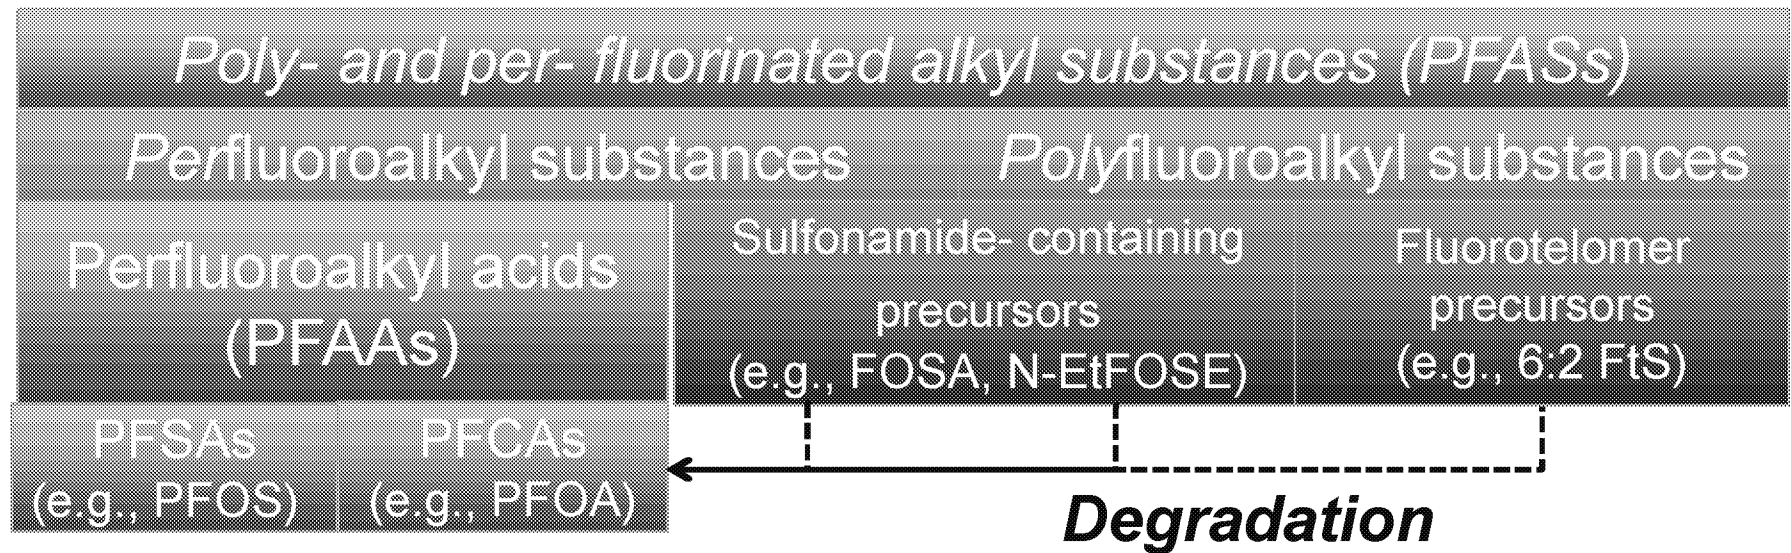 Poly- and per- fluorinated alkyl substances (PFASs)
Perfluoroalkyl substances
Polyfluoroalkyl substances
Perfluoroalkyl acids
(PFAAs)
Sulfonamide- containing
precursors
(e.g., FOSA, N-EtFOSE)
Fluorotelomer
precursors
(e.g., 6:2 FtS)
PFSAs
(e.g., PFOS)
PFCAs
(e.g., PFOA)
Degradation